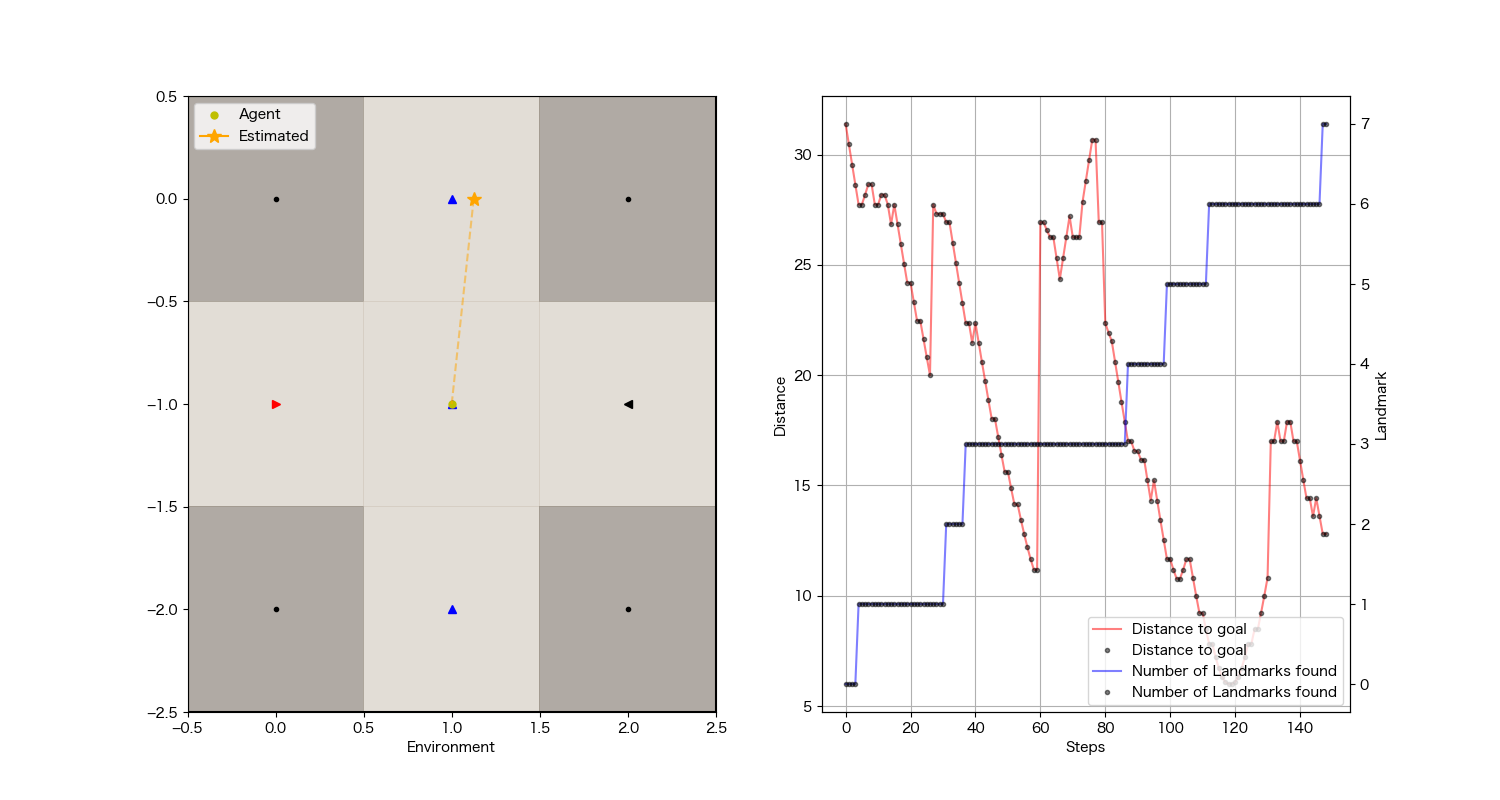 Agent
Estimated
0.5
0.0
−0.5
−1.0
−1.5
−2.0
−2.5
−0.5 0.0 0.5 1.0 1.5 2.0 2.5
Environment
Distance
30
25
20
15
10
5
0 20 40 60 80 100 120 140
Steps
7
6
5
4
3
2
1
0
Landmark
Distance to goal
Distance to goal
Number of Landmarks found
Number of Landmarks found